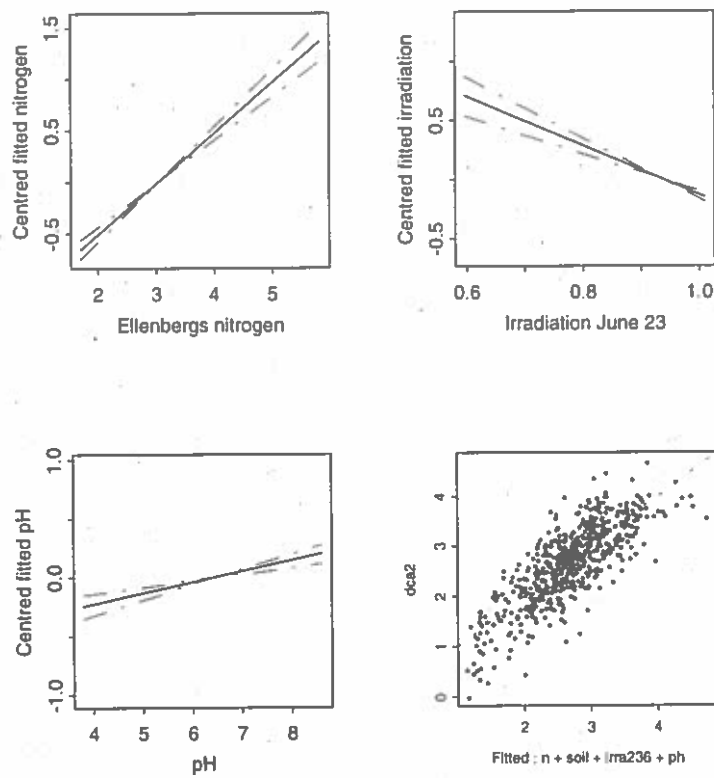 Centred fitted nitrogen
-0.5 0.5 1.5
2 3 4 5
Ellenbergs nitrogen
Centred fitted irradiation
-0.5 0.5
0.6 0.8 1.0
Irradiation June 23
Centred fitted pH
-1.0 0.0 1.0
4 5 6 7 8
pH
dca2
0 1 2 3 4
2 3 4
Fitted : n + soil + irra236 + ph